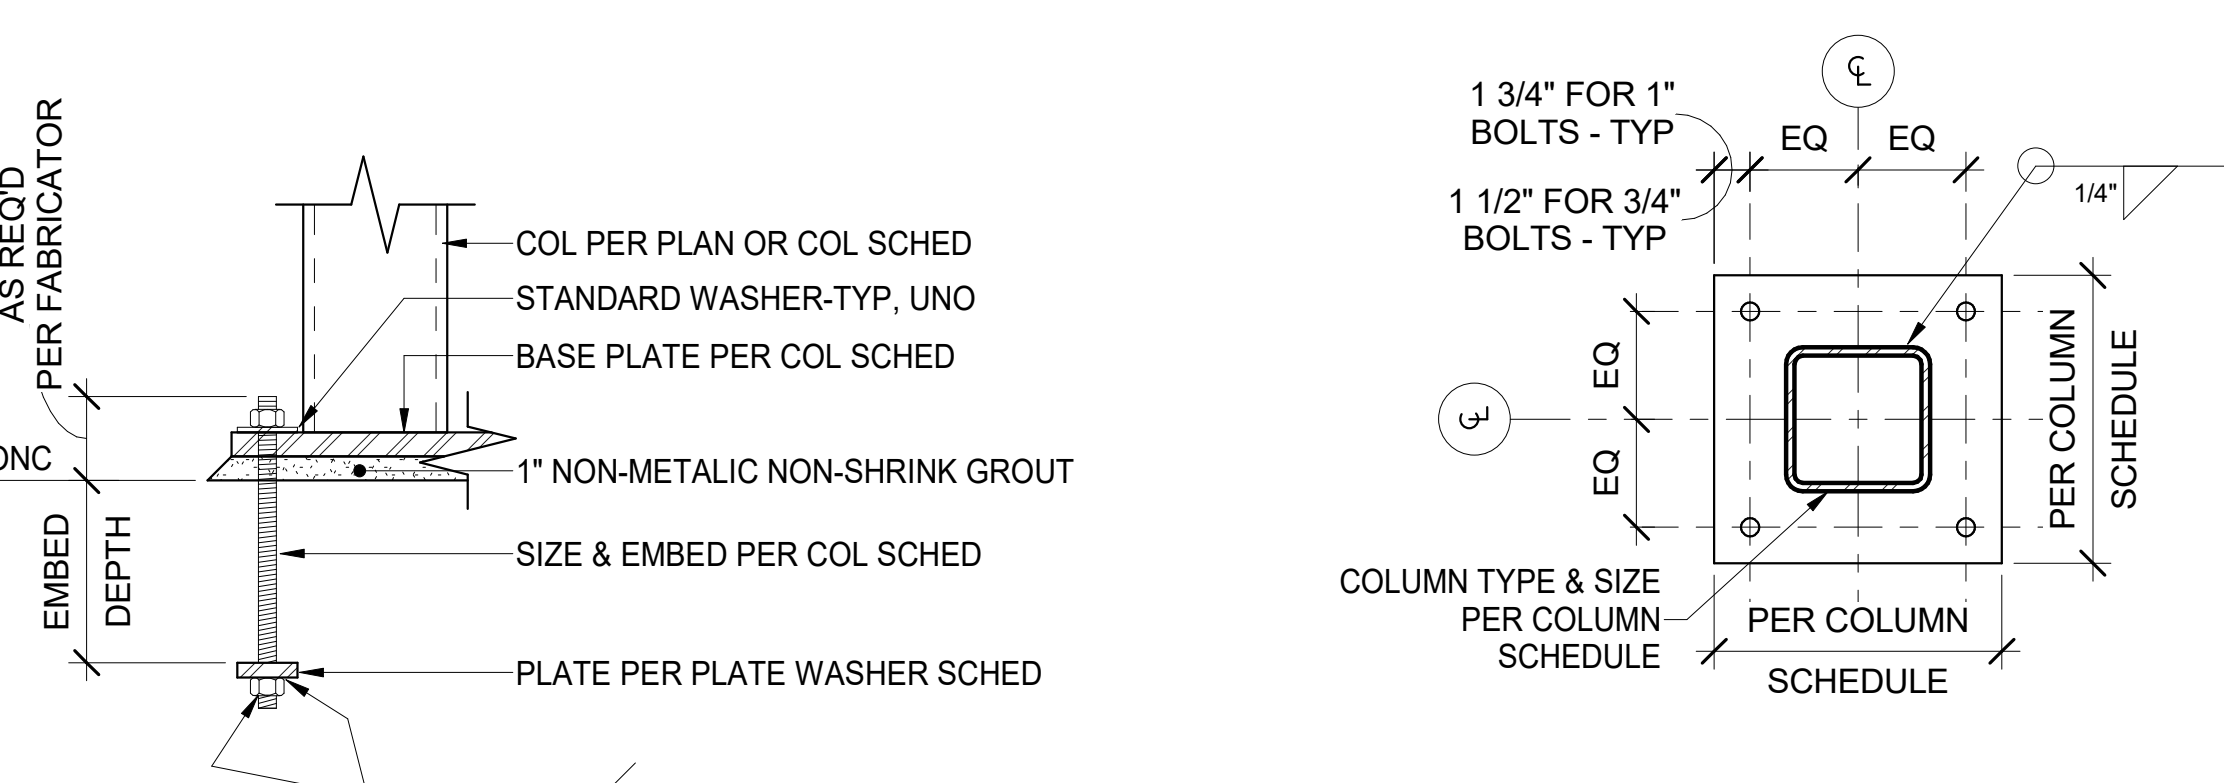 AS REQ'D
PER FABRICATOR
COL PER PLAN OR COL SCHED
STANDARD WASHER-TYP, UNO
BASE PLATE PER COL SCHED
1" NON-METALIC NON-SHRINK GROUT
EMBED
DEPTH
SIZE & EMBED PER COL SCHED
PLATE PER PLATE WASHER SCHED
1 3/4" FOR 1"
BOLTS - TYP
1 1/2" FOR 3/4"
BOLTS - TYP
℄
EQ EQ
1/4"
℄
EQ
EQ
PER COLUMN
SCHEDULE
COLUMN TYPE & SIZE
PER COLUMN
SCHEDULE
PER COLUMN
SCHEDULE